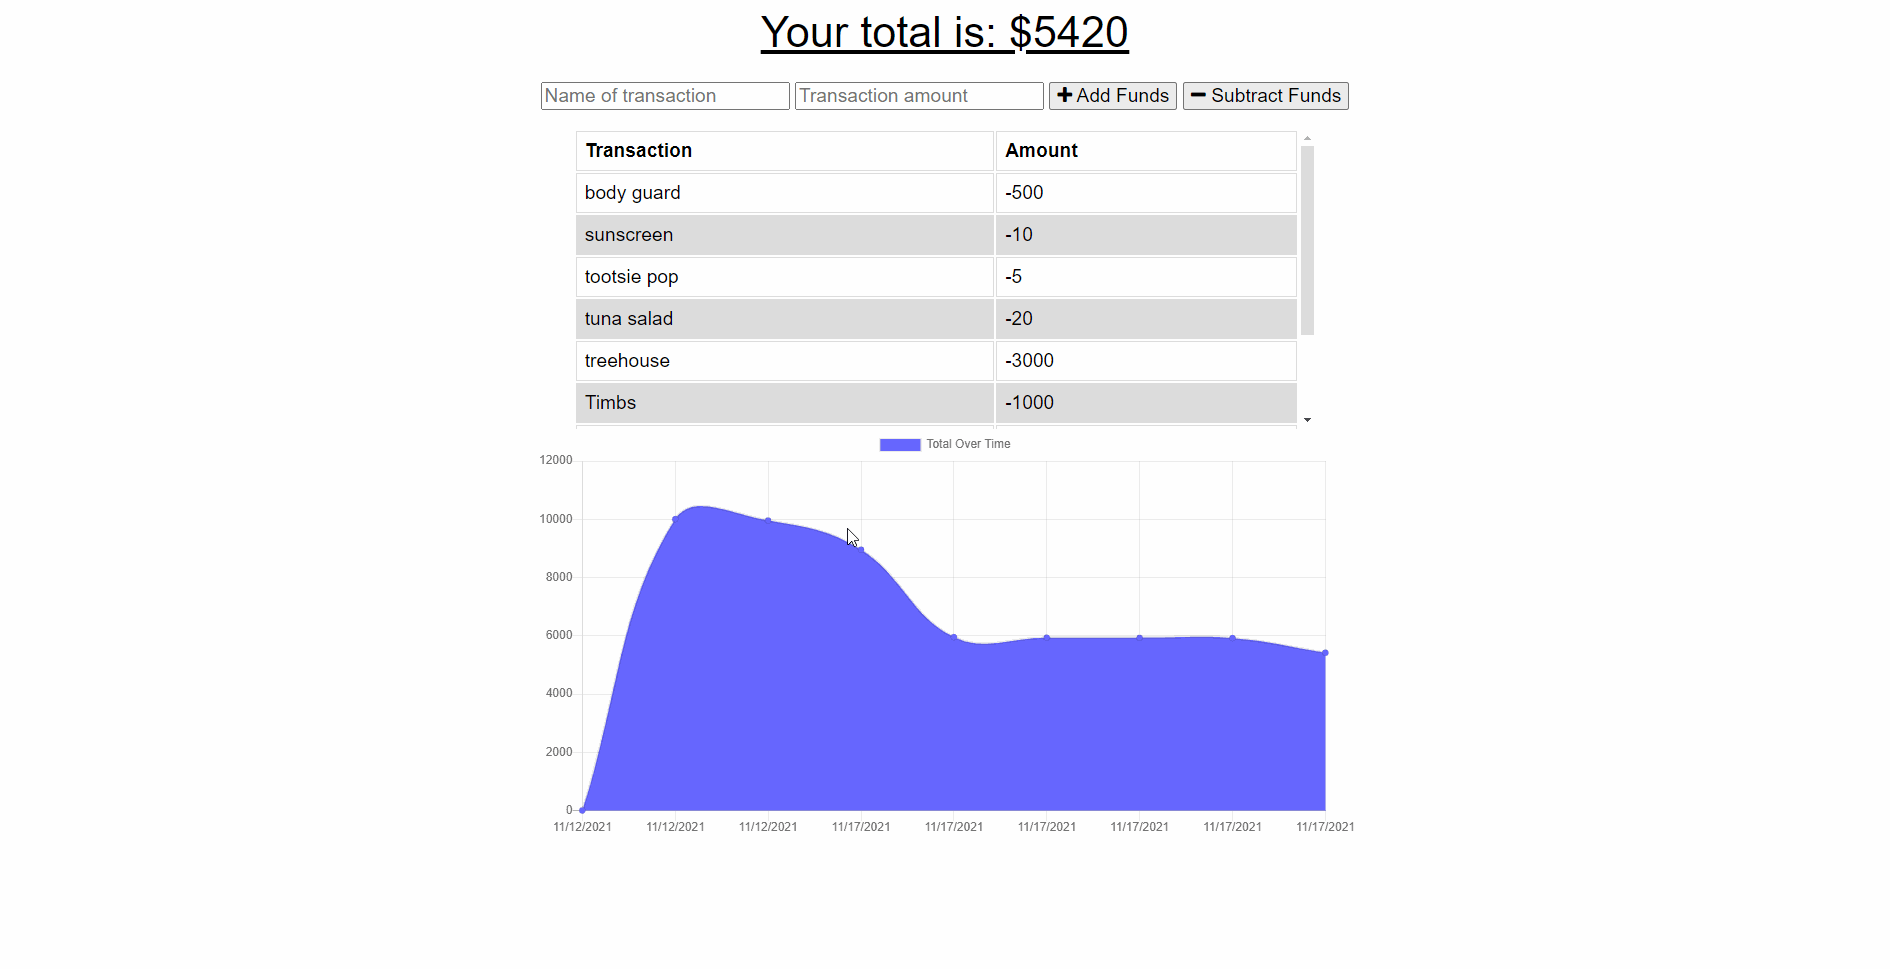 Your total is: $5420
Name of transaction Transaction amount Add Funds Subtract Funds
Transaction Amount
body guard -500
sunscreen -10
tootsie pop -5
tuna salad -20
treehouse -3000
Timbs -1000
Total Over Time
12000
10000
8000
6000
4000
2000
0
11/12/2021 11/12/2021 11/12/2021 11/17/2021 11/17/2021 11/17/2021 11/17/2021 11/17/2021 11/17/2021